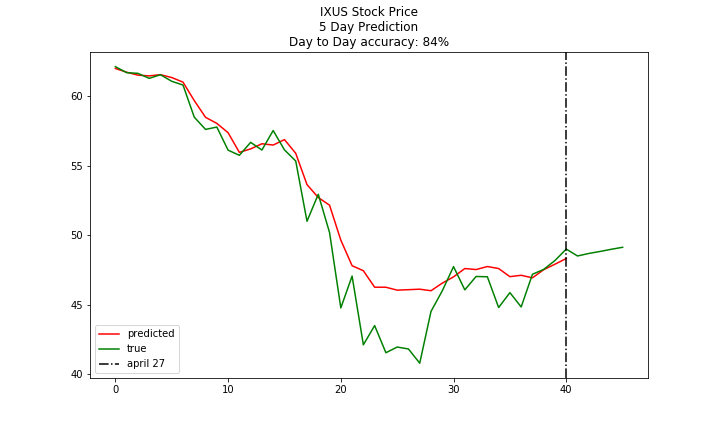 IXUS Stock Price
5 Day Prediction
Day to Day accuracy: 84%
60
55
50
45
40
predicted
true
april 27
0 10 20 30 40